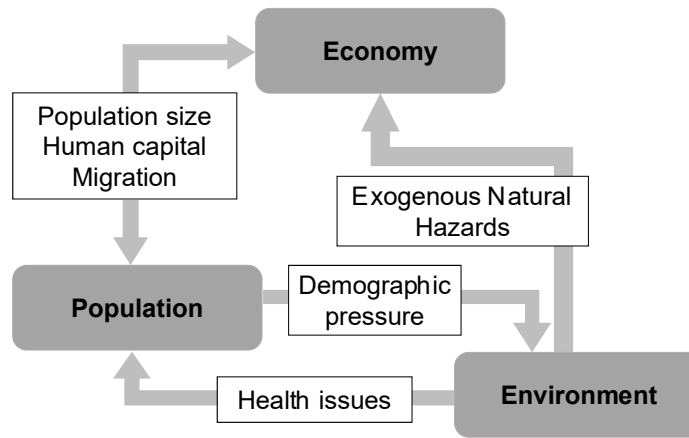 Economy
Population size
Human capital
Migration
Exogenous Natural
Hazards
Population
Demographic
pressure
Health issues
Environment